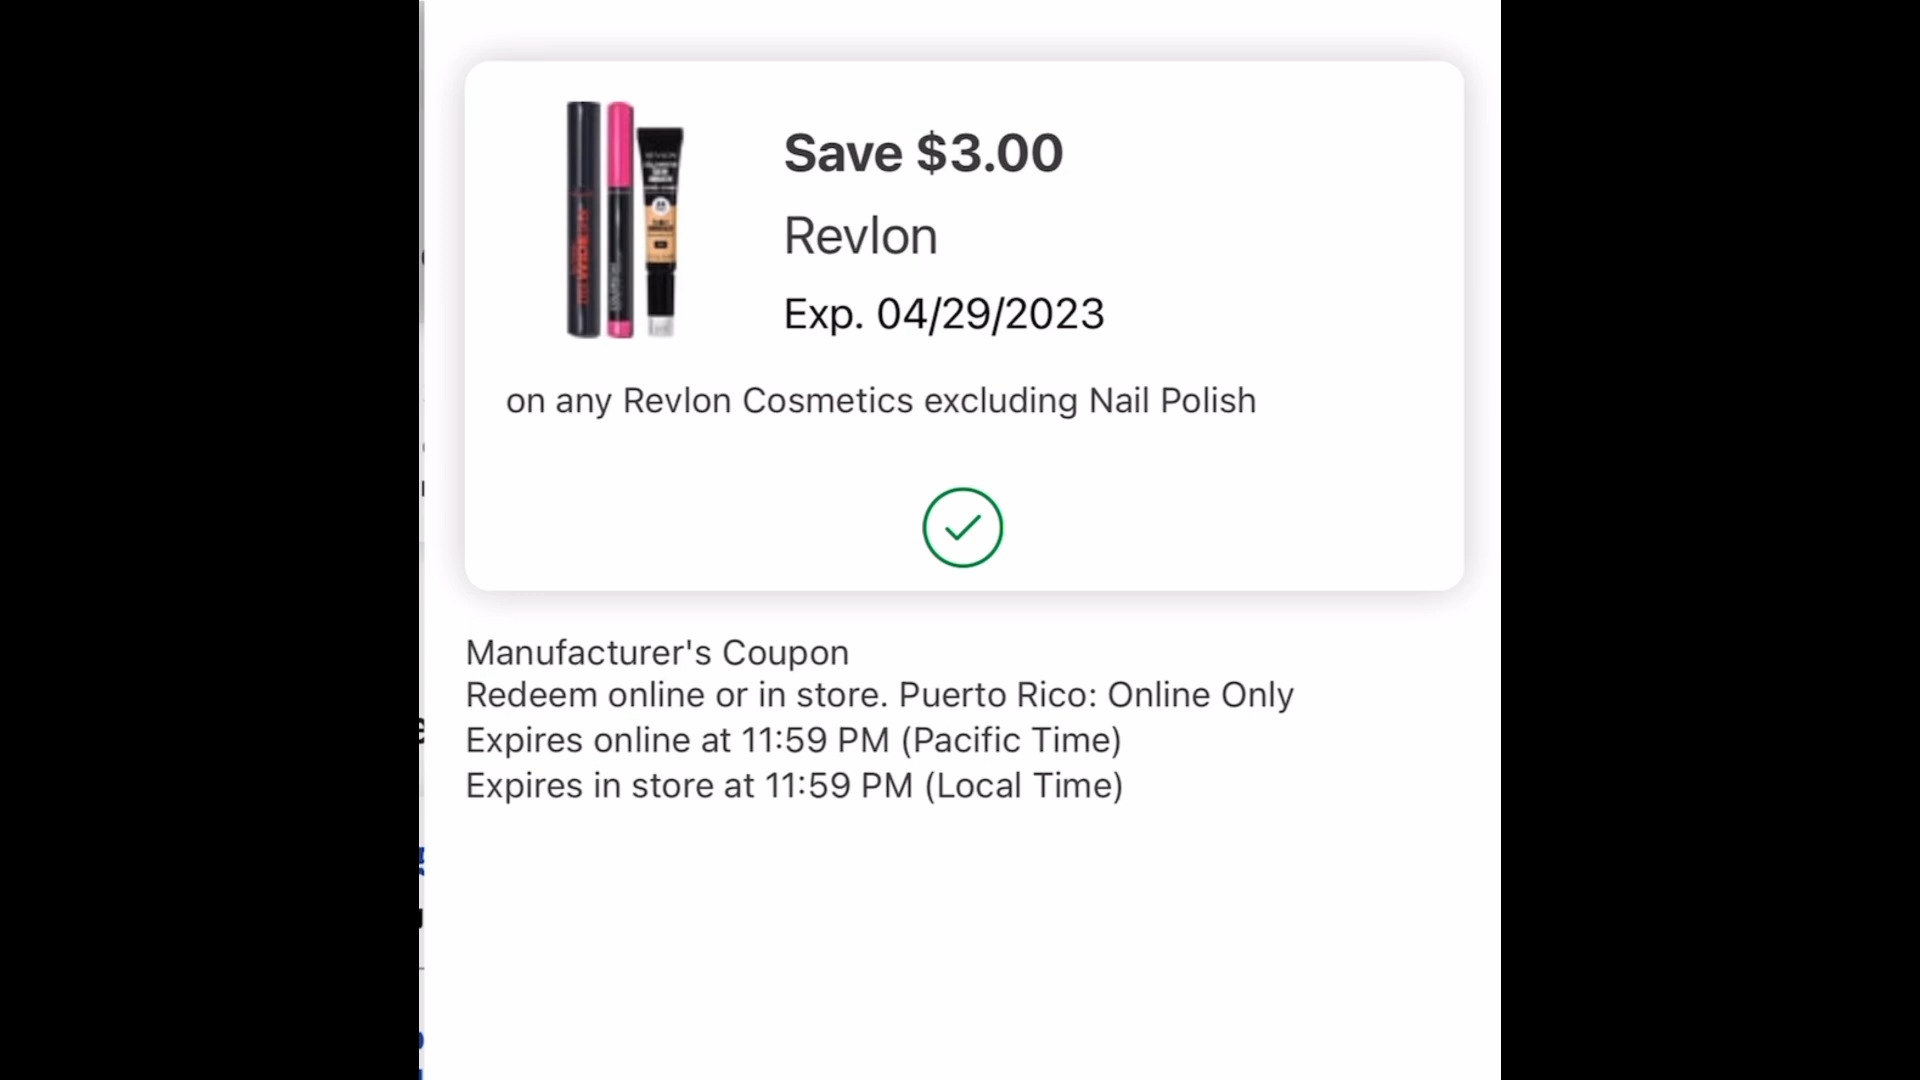 Save $3.00
Revlon
Exp. 04/29/2023
on any Revlon Cosmetics excluding Nail Polish
Manufacturer's Coupon
Redeem online or in store. Puerto Rico: Online Only
Expires online at 11:59 PM (Pacific Time)
Expires in store at 11:59 PM (Local Time)